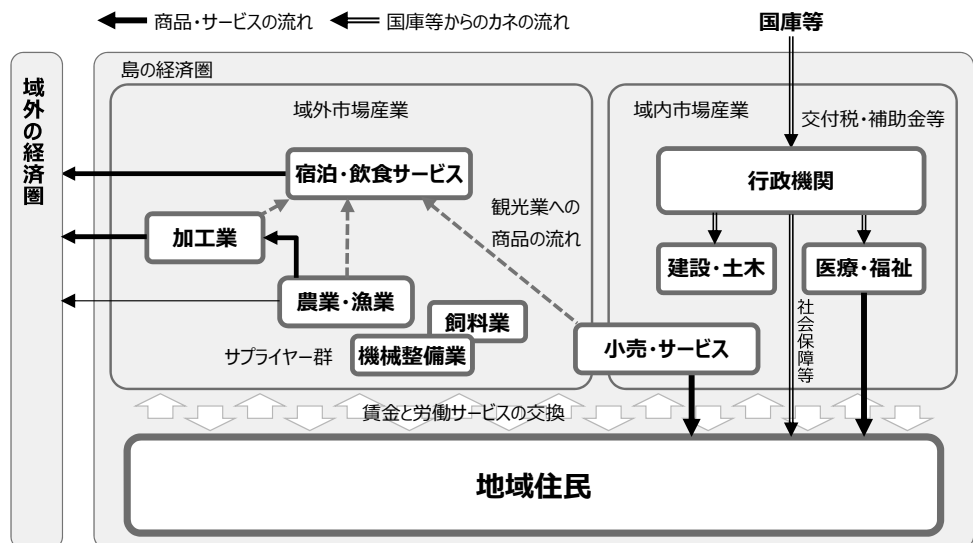 商品・サービスの流れ
国庫等からのカネの流れ
国庫等
域外の経済圏
島の経済圏
域外市場産業
域内市場産業
交付税・補助金等
宿泊・飲食サービス
行政機関
観光業への
商品の流れ
加工業
建設・土木
医療・福祉
農業・漁業
飼料業
社会保障等
サプライヤー群
機械整備業
小売・サービス
賃金と労働サービスの交換
地域住民